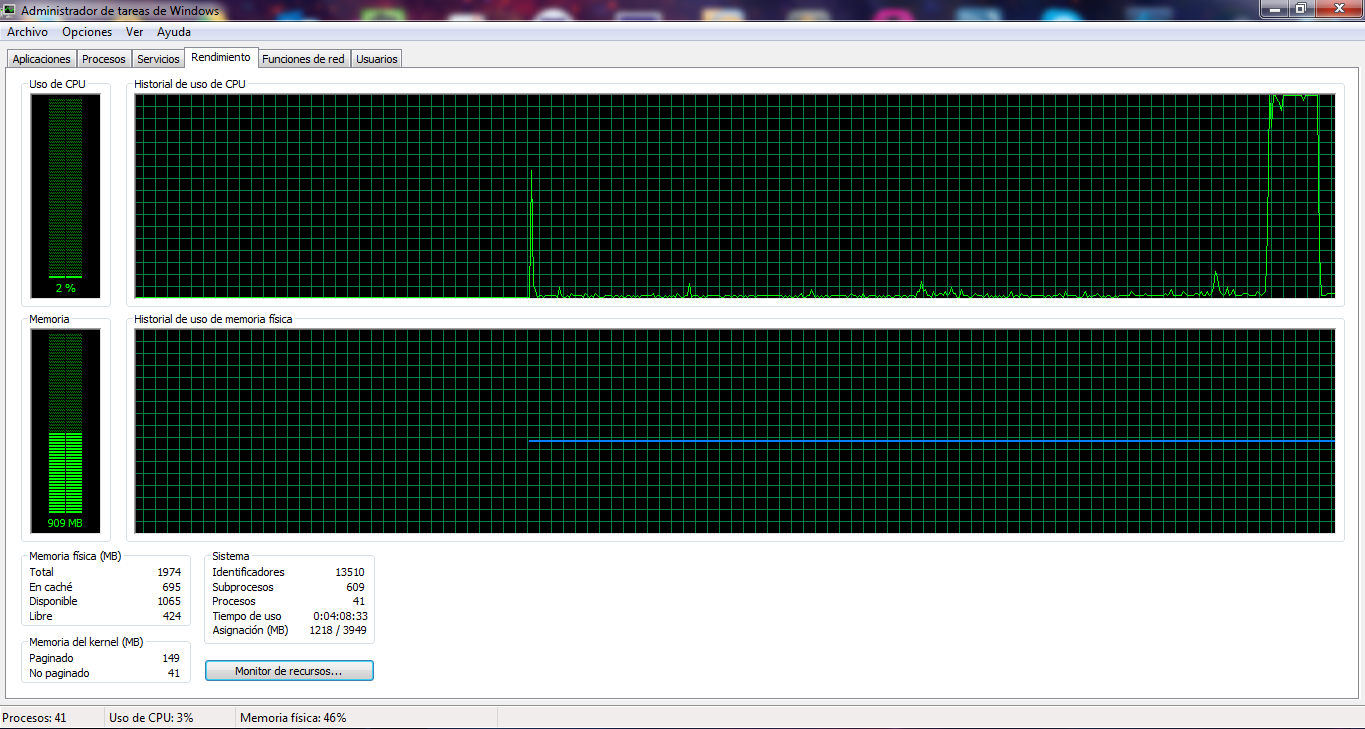 Administrador de tareas de Windows
Archivo Opciones Ver Ayuda
Aplicaciones Procesos Servicios Rendimiento Funciones de red Usuarios
Uso de CPU Historial de uso de CPU
2 %
Memoria Historial de uso de memoria física
909 MB
Memoria física (MB)
Total 1974
En caché 695
Disponible 1065
Libre 424
Memoria del kernel (MB)
Paginado 149
No paginado 41
Sistema
Identificadores 13510
Subprocesos 609
Procesos 41
Tiempo de uso 0:04:08:33
Asignación (MB) 1218 / 3949
Monitor de recursos...
Procesos: 41 Uso de CPU: 3% Memoria física: 46%